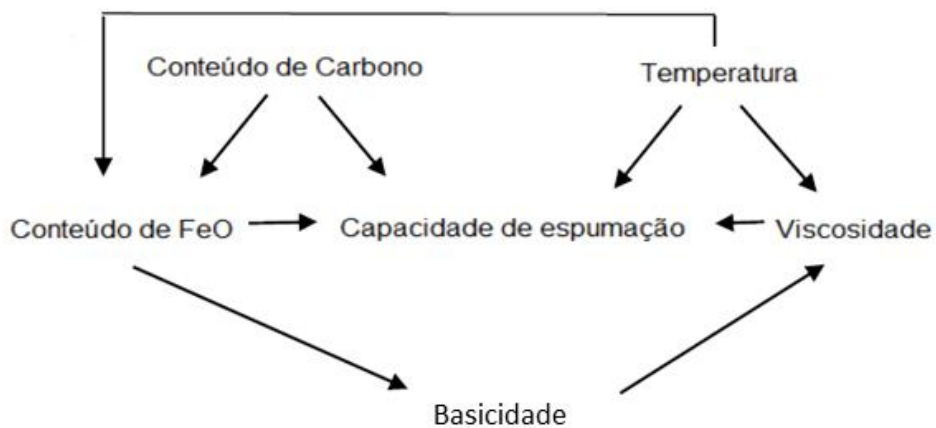 Conteúdo de Carbono
Temperatura
Conteúdo de FeO
Capacidade de espumação
Viscosidade
Basicidade